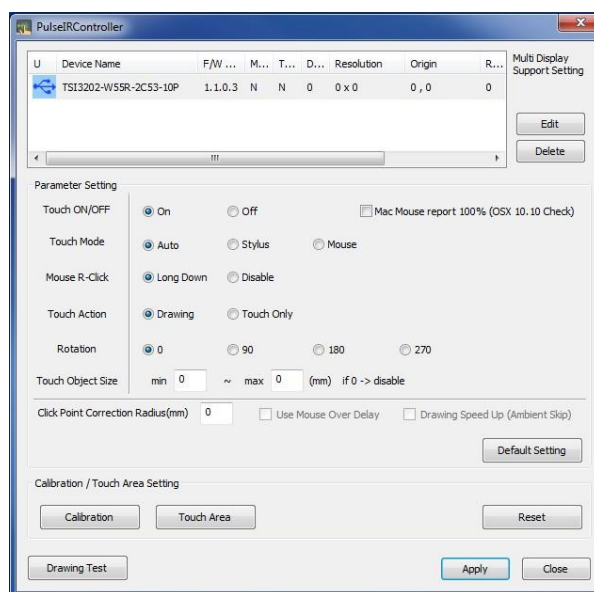 PulseIRController
U Device Name F/W ... M... T... D... Resolution Origin R...
TSI3202-W55R-2C53-10P 1.1.0.3 N N 0 0 x 0 0 , 0 0
Multi Display
Support Setting
Edit
Delete
Parameter Setting
Touch ON/OFF On Off Mac Mouse report 100% (OSX 10.10 Check)
Touch Mode Auto Stylus Mouse
Mouse R-Click Long Down Disable
Touch Action Drawing Touch Only
Rotation 0 90 180 270
Touch Object Size min 0 ~ max 0 (mm) if 0 -> disable
Click Point Correction Radius(mm) 0 Use Mouse Over Delay Drawing Speed Up (Ambient Skip)
Default Setting
Calibration / Touch Area Setting
Calibration Touch Area Reset
Drawing Test Apply Close